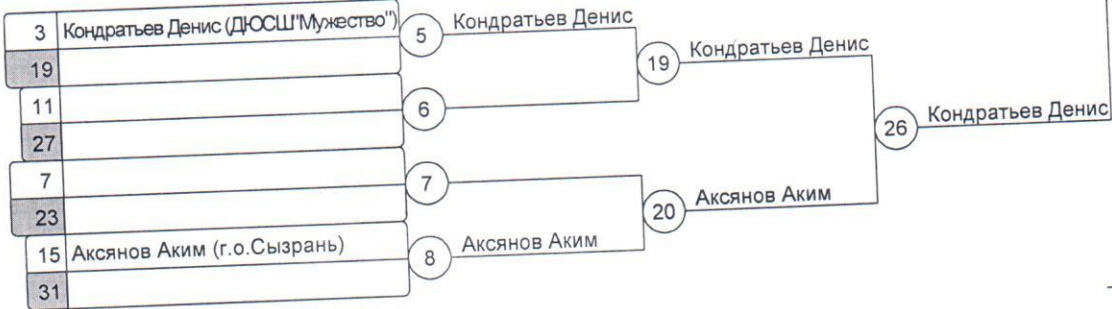 3 Кондратьев Денис (ДЮСШ"Мужество") 5 Кондратьев Денис
19
19 Кондратьев Денис
11
6
27
26 Кондратьев Денис
7
7
23
20 Аксянов Аким
15 Аксянов Аким (г.о.Сызрань) 8 Аксянов Аким
31